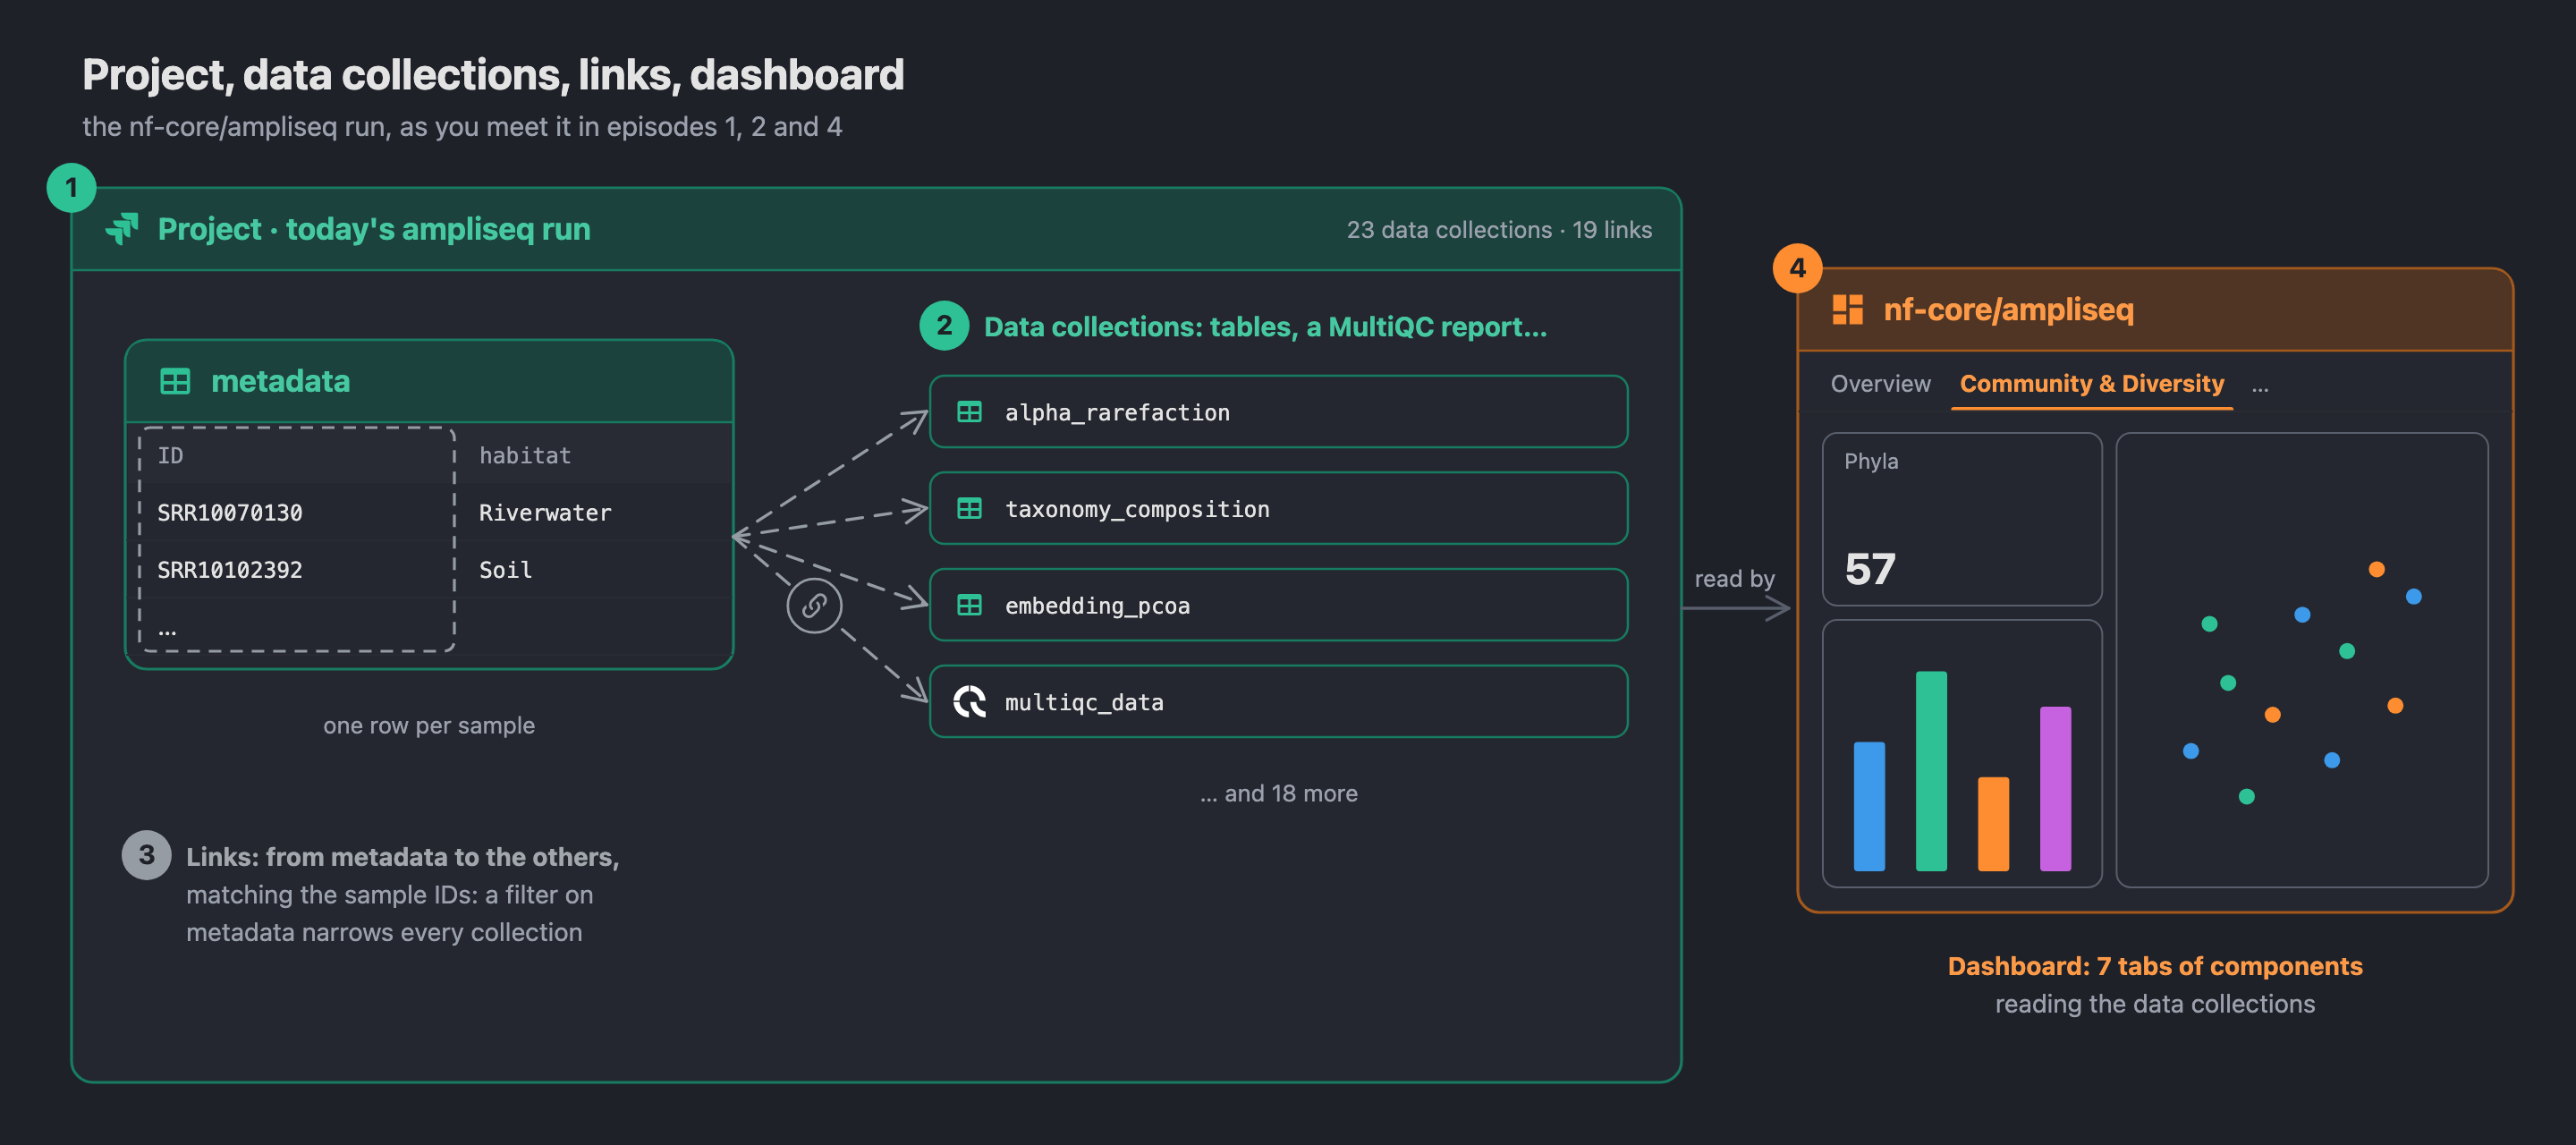 Project, data collections, links, dashboard
the nf-core/ampliseq run, as you meet it in episodes 1, 2 and 4
1
Project · today's ampliseq run
23 data collections · 19 links
metadata
ID habitat
SRR10070130 Riverwater
SRR10102392 Soil
...
one row per sample
2 Data collections: tables, a MultiQC report...
alpha_rarefaction
taxonomy_composition
embedding_pcoa
multiqc_data
... and 18 more
3 Links: from metadata to the others,
matching the sample IDs: a filter on
metadata narrows every collection
read by
4
nf-core/ampliseq
Overview Community & Diversity ...
Phyla
57
Dashboard: 7 tabs of components
reading the data collections